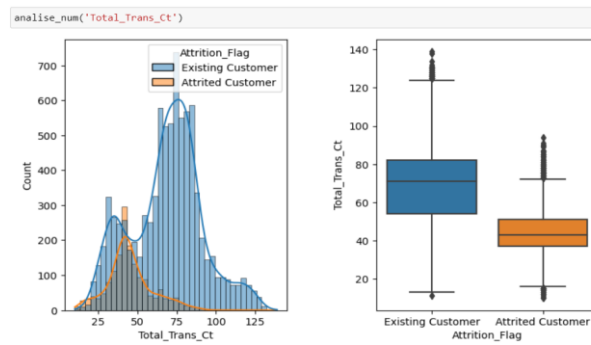 analise_num('Total_Trans_Ct')
Attrition_Flag
Existing Customer
Attrited Customer
700
600
500
400
300
200
100
0
Count
25 50 75 100 125
Total_Trans_Ct
140
120
100
80
60
40
20
Total_Trans_Ct
Existing Customer Attrited Customer
Attrition_Flag